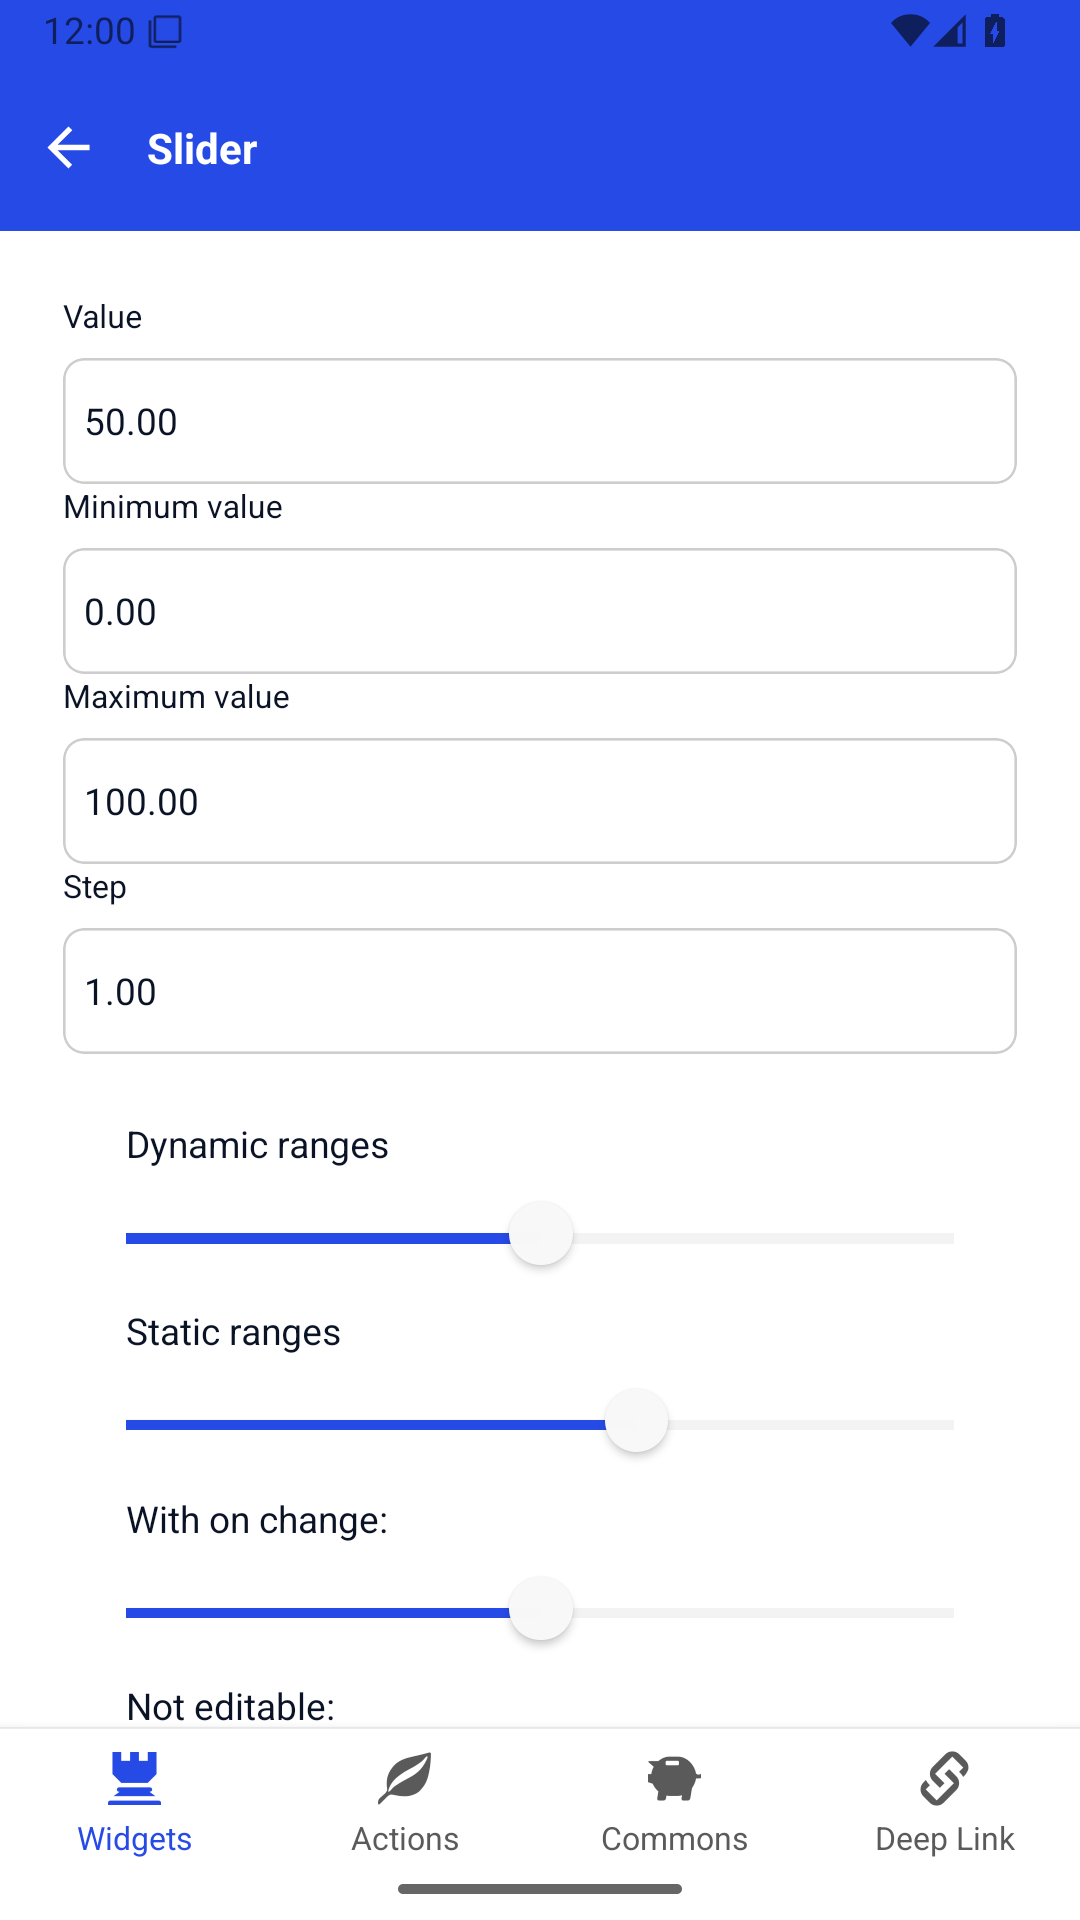 12:00
Slider
Value
50.00
Minimum value
0.00
Maximum value
100.00
Step
1.00
Dynamic ranges
Static ranges
With on change:
Not editable:
Widgets
Actions
Commons
Deep Link